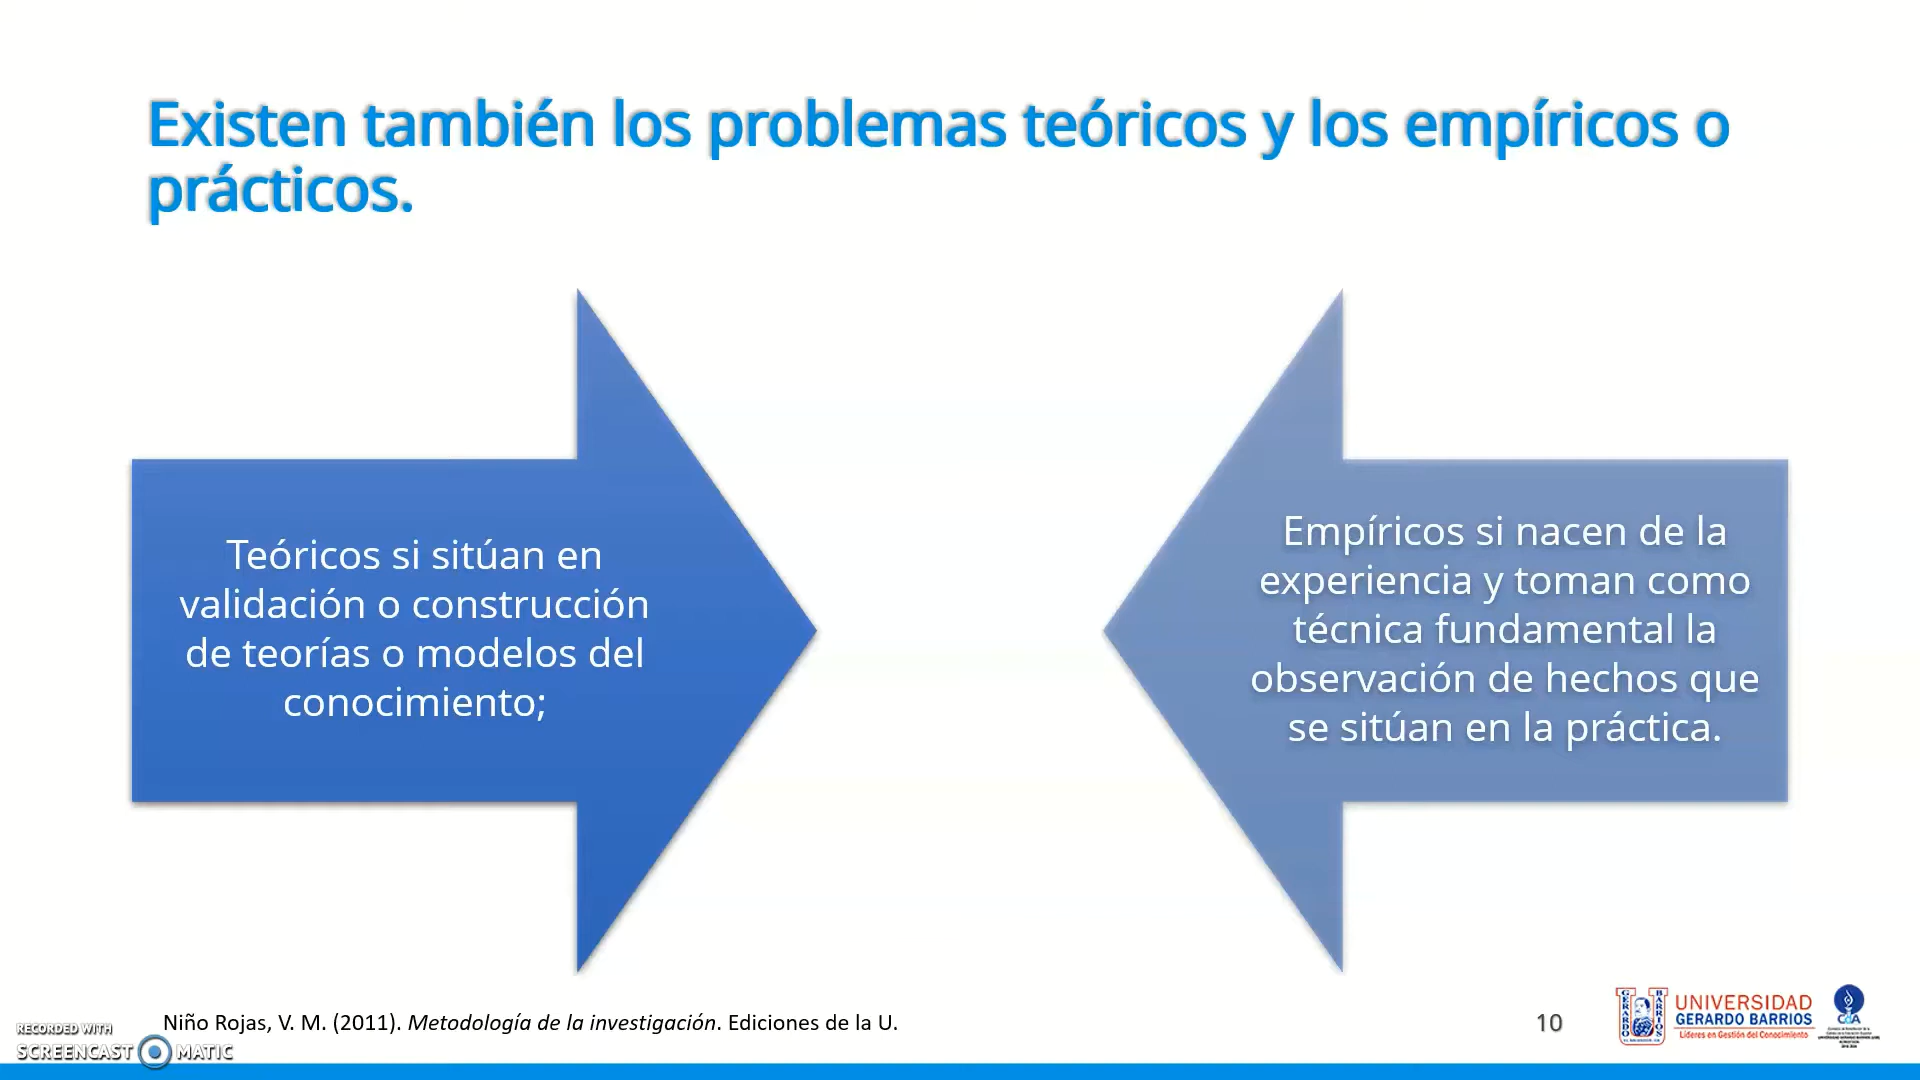 Existen también los problemas teóricos y los empíricos o
prácticos.
Teóricos si sitúan en
validación o construcción
de teorías o modelos del
conocimiento;
Empíricos si nacen de la
experiencia y toman como
técnica fundamental la
observación de hechos que
se sitúan en la práctica.
Niño Rojas, V. M. (2011). Metodología de la investigación. Ediciones de la U.
10
GERARDO
BARRIOS
UNIVERSIDAD
GERARDO BARRIOS
Líderes en Gestión del Conocimiento
RECORDED WITH
SCREENCAST MATIC